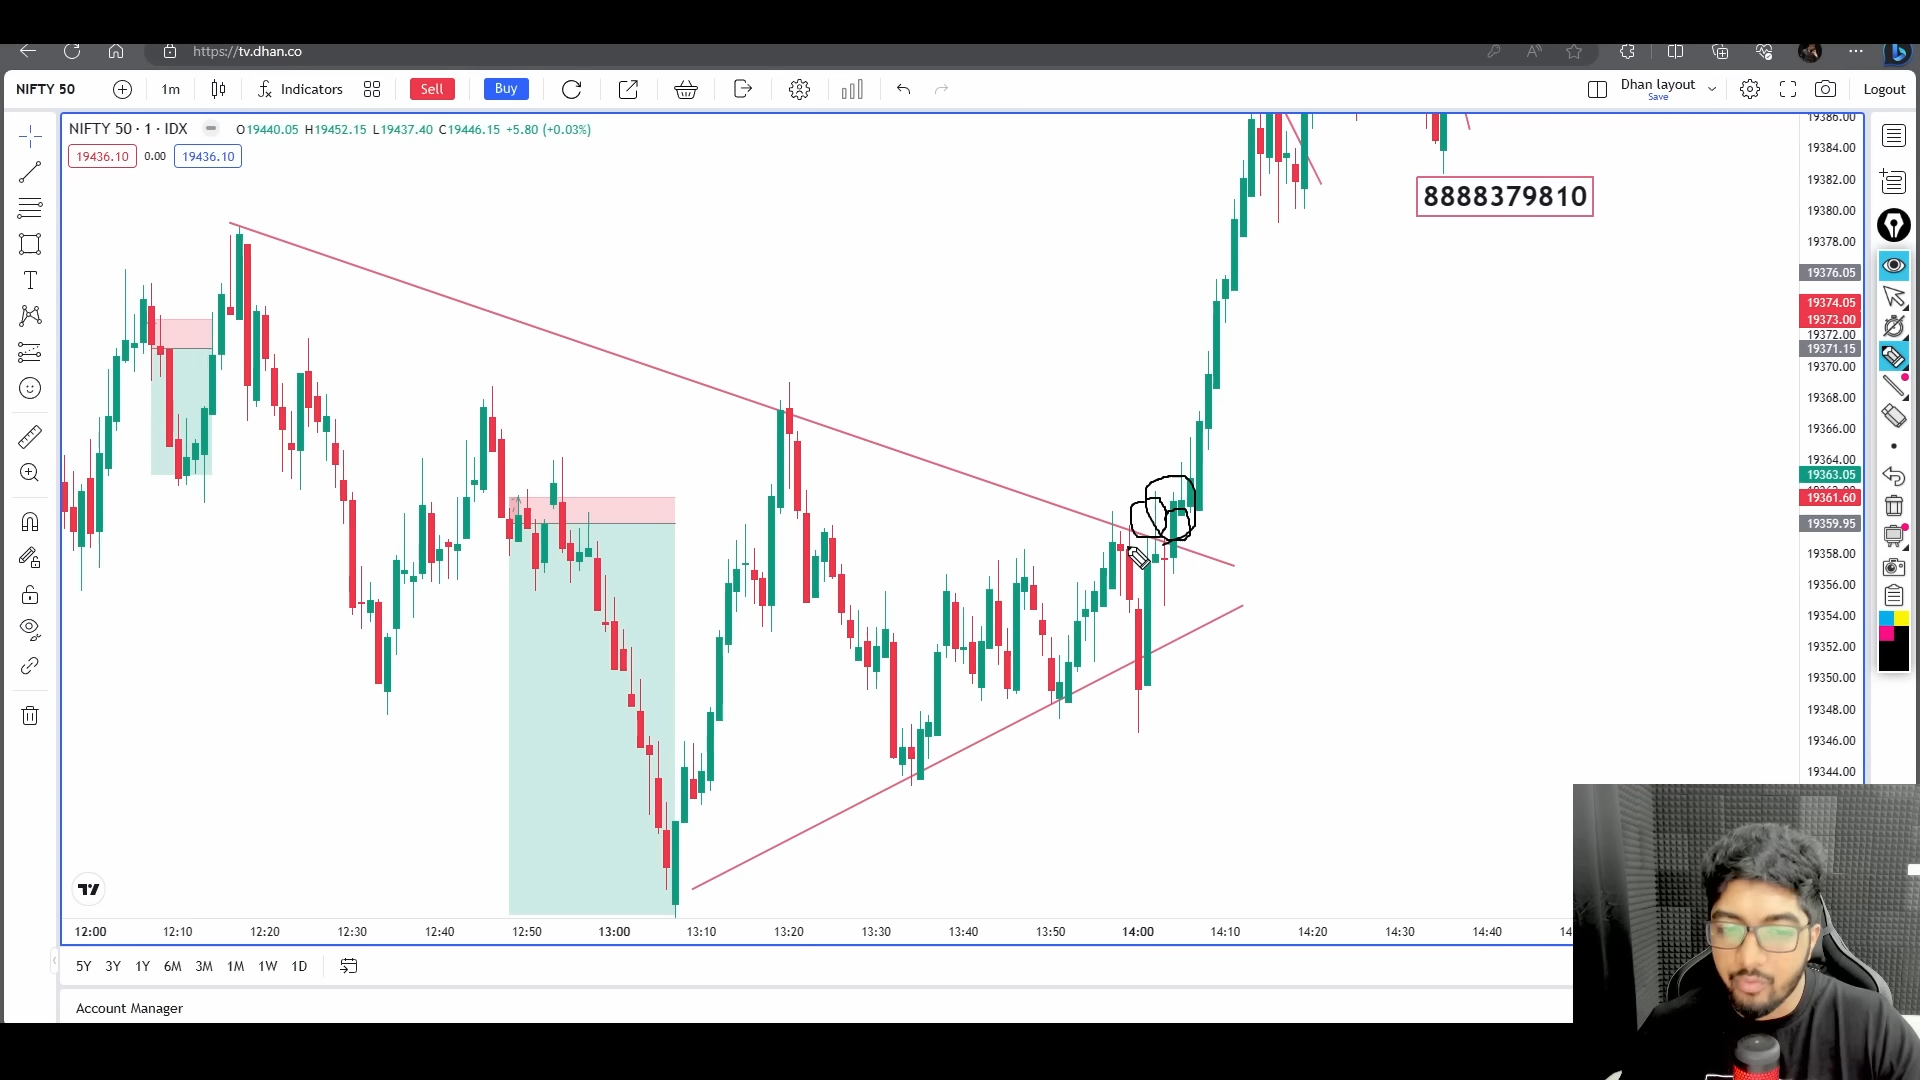 https://tv.dhan.co
NIFTY 50
1m
Indicators
Sell
Buy
Dhan layout
Save
Logout
NIFTY 50 · 1 · IDX
O19440.05 H19452.15 L19437.40 C19446.15 +5.80 (+0.03%)
19436.10
0.00
19436.10
8888379810
19386.00
19384.00
19382.00
19380.00
19378.00
19376.05
19374.05
19373.00
19372.00
19371.15
19370.00
19368.00
19366.00
19364.00
19363.05
19361.60
19359.95
19358.00
19356.00
19354.00
19352.00
19350.00
19348.00
19346.00
19344.00
12:00 12:10 12:20 12:30 12:40 12:50 13:00 13:10 13:20 13:30 13:40 13:50 14:00 14:10 14:20 14:30 14:40
5Y 3Y 1Y 6M 3M 1M 1W 1D
Account Manager